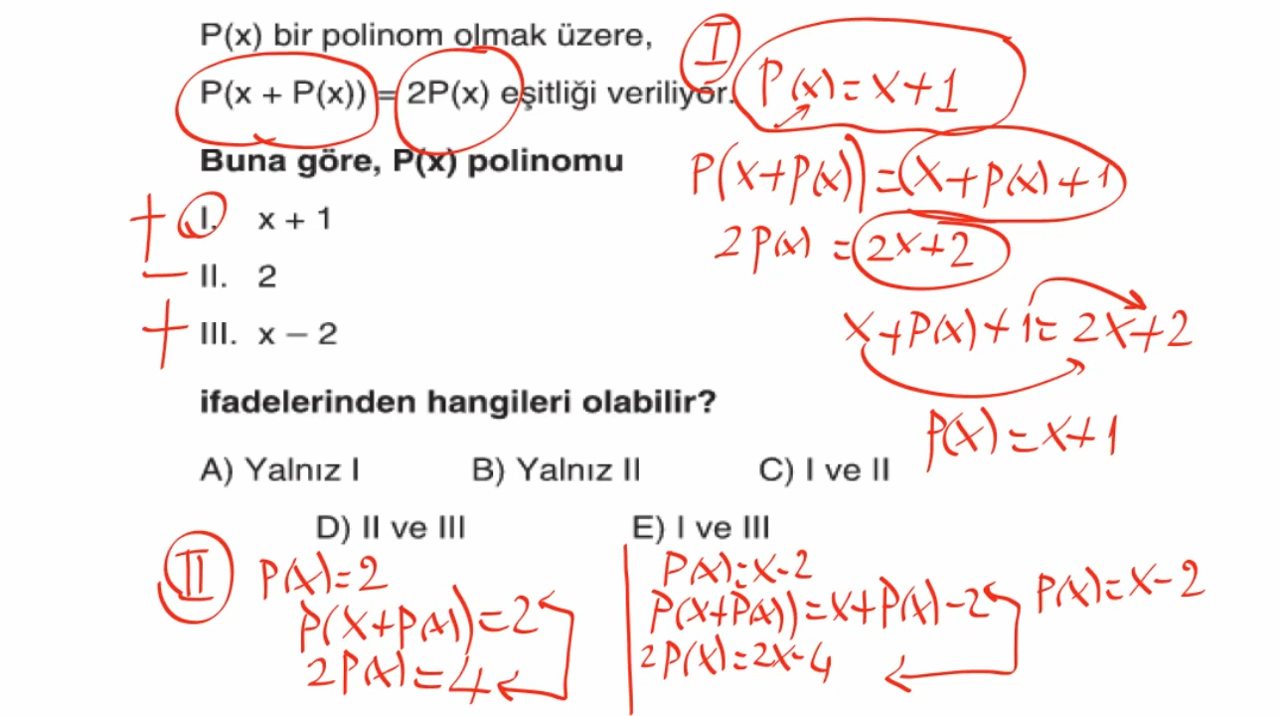 P(x) bir polinom olmak üzere,
P(x + P(x)) = 2P(x) eşitliği veriliyor.
Buna göre, P(x) polinomu
+ I. x + 1
− II. 2
+ III. x − 2
ifadelerinden hangileri olabilir?
A) Yalnız I B) Yalnız II C) I ve II
D) II ve III E) I ve III
I P(x) = x+1
P(x+P(x)) = x+P(x)+1
2P(x) = 2x+2
x+P(x)+1 = 2x+2
P(x) = x+1
II P(x) = 2
P(x+P(x)) = 2
2P(x) = 4
P(x) = x-2
P(x+P(x)) = x+P(x)-2
2P(x) = 2x-4
P(x) = x-2